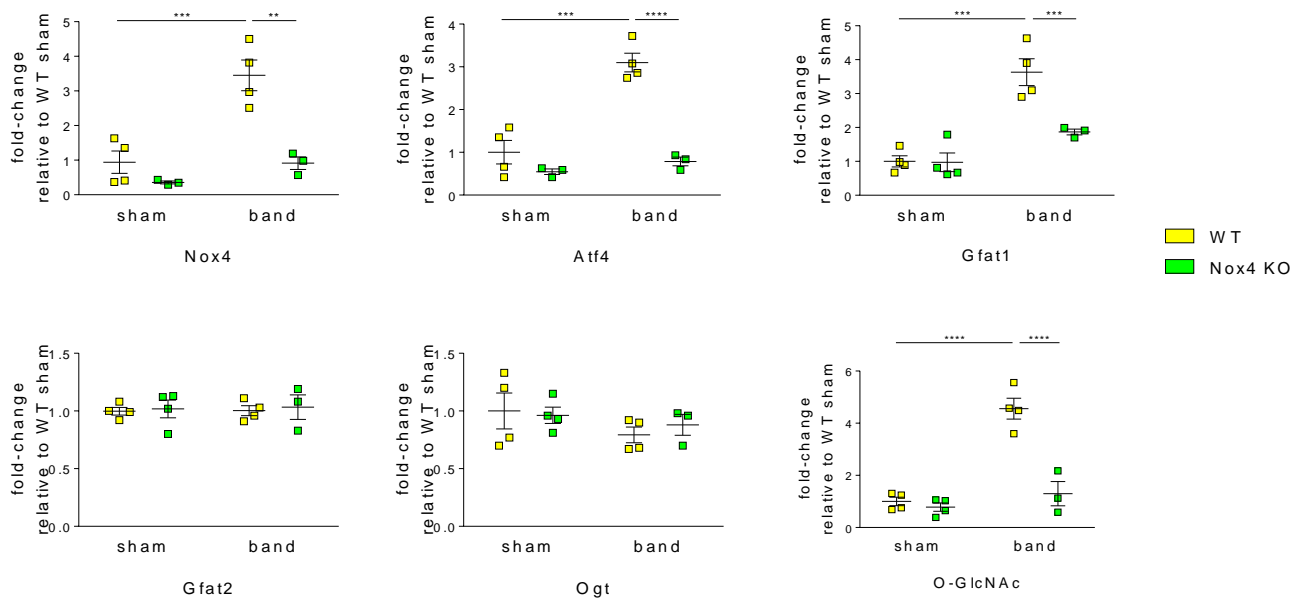 *** **
5
4
3
2
1
0
fold-change
relative to WT sham
sham band
Nox4
*** ****
4
3
2
1
0
fold-change
relative to WT sham
sham band
Atf4
*** ***
5
4
3
2
1
0
fold-change
relative to WT sham
sham band
Gfat1
WT
Nox4 KO
1.5
1.0
0.5
0.0
fold-change
relative to WT sham
sham band
Gfat2
1.5
1.0
0.5
0.0
fold-change
relative to WT sham
sham band
Ogt
**** ****
6
4
2
0
fold-change
relative to WT sham
sham band
O-GlcNAc